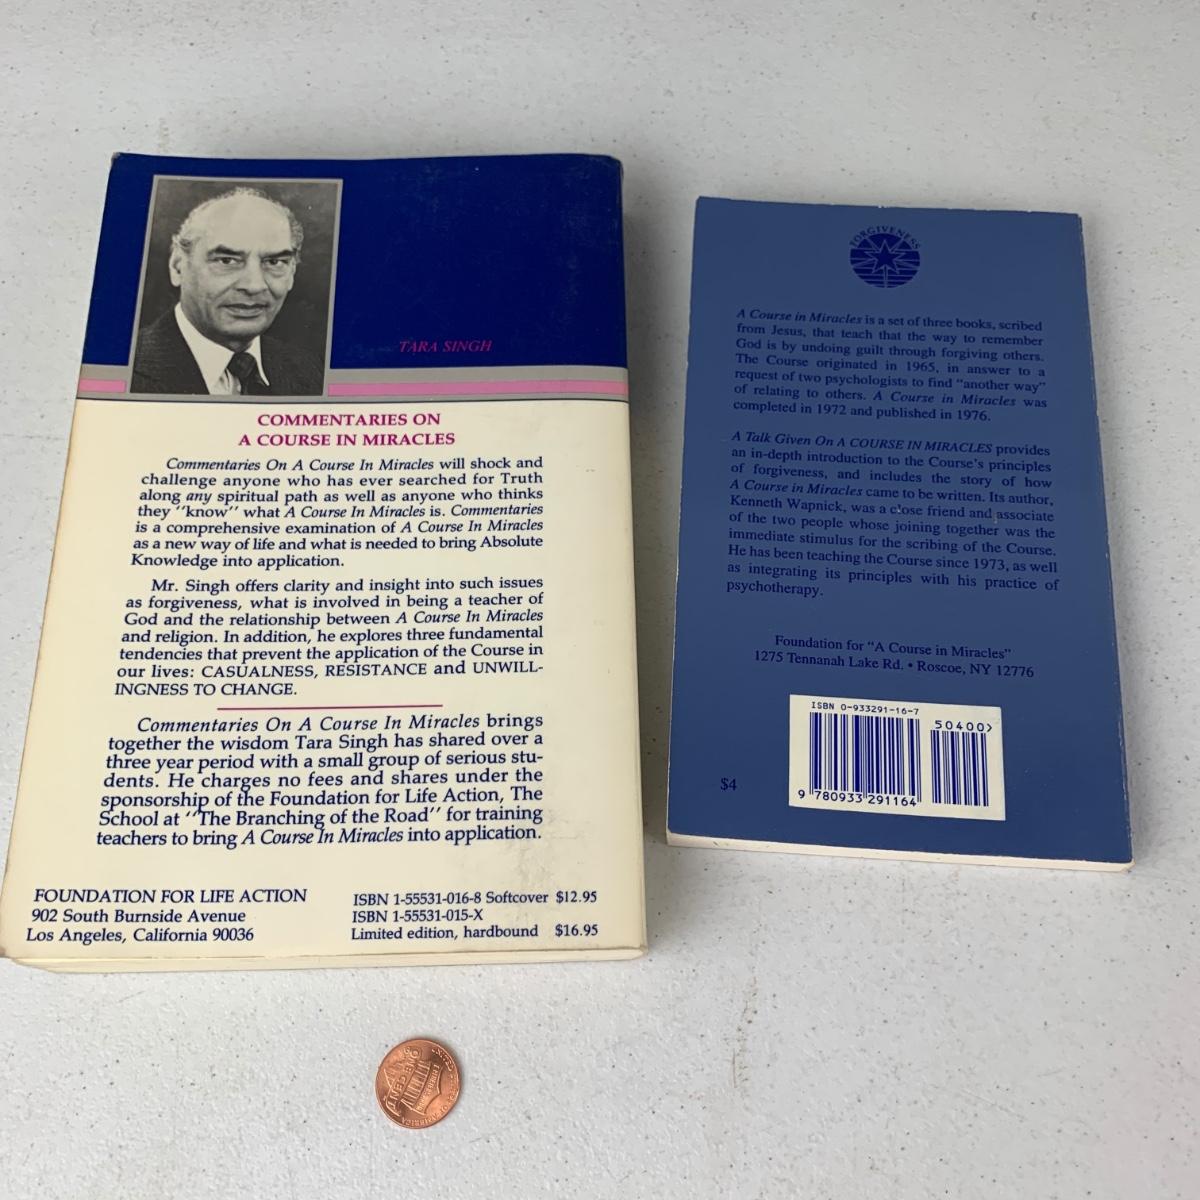 TARA SINGH
COMMENTARIES ON
A COURSE IN MIRACLES
Commentaries On A Course In Miracles will shock and
challenge anyone who has ever searched for Truth
along any spiritual path as well as anyone who thinks
they "know" what A Course In Miracles is. Commentaries
is a comprehensive examination of A Course In Miracles
as a new way of life and what is needed to bring Absolute
Knowledge into application.
Mr. Singh offers clarity and insight into such issues
as forgiveness, what is involved in being a teacher of
God and the relationship between A Course In Miracles
and religion. In addition, he explores three fundamental
tendencies that prevent the application of the Course in
our lives: CASUALNESS, RESISTANCE and UNWILL-
INGNESS TO CHANGE.
Commentaries On A Course In Miracles brings
together the wisdom Tara Singh has shared over a
three year period with a small group of serious stu-
dents. He charges no fees and shares under the
sponsorship of the Foundation for Life Action, The
School at "The Branching of the Road" for training
teachers to bring A Course In Miracles into application.
FOUNDATION FOR LIFE ACTION
902 South Burnside Avenue
Los Angeles, California 90036
ISBN 1-55531-016-8 Softcover $12.95
ISBN 1-55531-015-X
Limited edition, hardbound $16.95
FORGIVENESS
A Course in Miracles is a set of three books, scribed
from Jesus, that teach that the way to remember
God is by undoing guilt through forgiving others.
The Course originated in 1965, in answer to a
request of two psychologists to find "another way"
of relating to others. A Course in Miracles was
completed in 1972 and published in 1976.
A Talk Given On A COURSE IN MIRACLES provides
an in-depth introduction to the Course's principles
of forgiveness, and includes the story of how
A Course in Miracles came to be written. Its author,
Kenneth Wapnick, was a close friend and associate
of the two people whose joining together was the
immediate stimulus for the scribing of the Course.
He has been teaching the Course since 1973, as well
as integrating its principles with his practice of
psychotherapy.
Foundation for "A Course in Miracles"
1275 Tennanah Lake Rd. • Roscoe, NY 12776
ISBN 0-933291-16-7
50400>
9 780933 291164
$4
ONE CENT